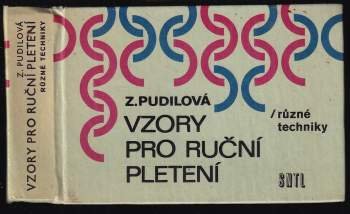 Z. PUDILOVÁ
VZORY PRO RUČNÍ PLETENÍ
RŮZNÉ TECHNIKY
Z. PUDILOVÁ
VZORY
PRO RUČNÍ
PLETENÍ
/různé
techniky
SNTL